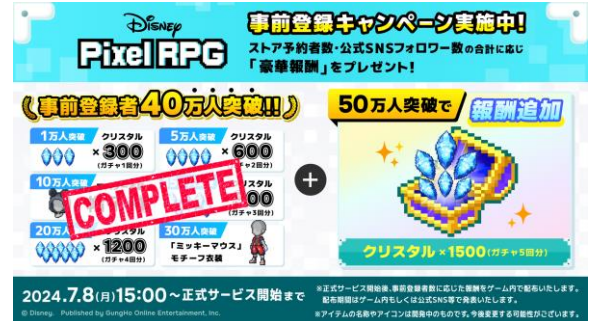 Disney
Pixel RPG
事前登録キャンペーン実施中!
ストア予約者数・公式SNSフォロワー数の合計に応じ
「豪華報酬」をプレゼント!
事前登録者40万人突破!!
1万人突破 クリスタル
×300
(ガチャ1回分)
5万人突破 クリスタル
×600
(ガチャ2回分)
10万人
クリスタル
(ガチャ3回分)
COMPLETE
20万
×1200
(ガチャ4回分)
30万人突破
「ミッキーマウス」
モチーフ衣装
+
50万人突破で 報酬追加
クリスタル×1500(ガチャ5回分)
2024.7.8(月)15:00~正式サービス開始まで
※正式サービス開始後、事前登録者数に応じた報酬をゲーム内で配布いたします。
配布期間はゲーム内もしくは公式SNS等で発表いたします。
※アイテムの名称やアイコンは開発中のものです。今後変更する可能性がございます。
© Disney. Published by GungHo Online Entertainment, Inc.